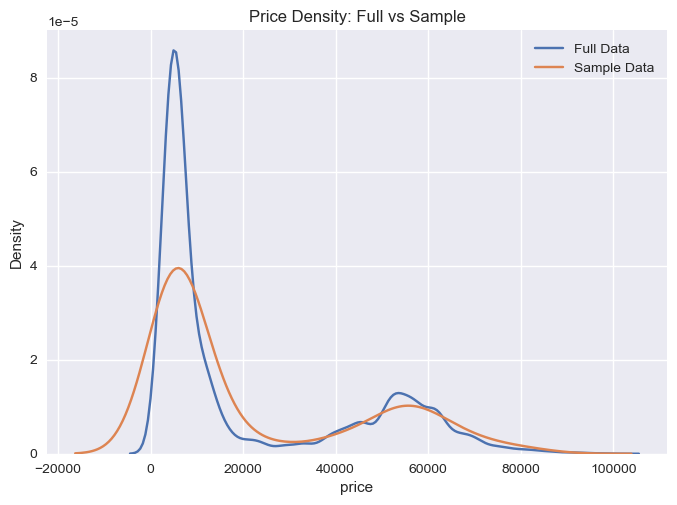 Price Density: Full vs Sample
1e−5
Full Data
Sample Data
8
6
4
2
0
Density
−20000 0 20000 40000 60000 80000 100000
price